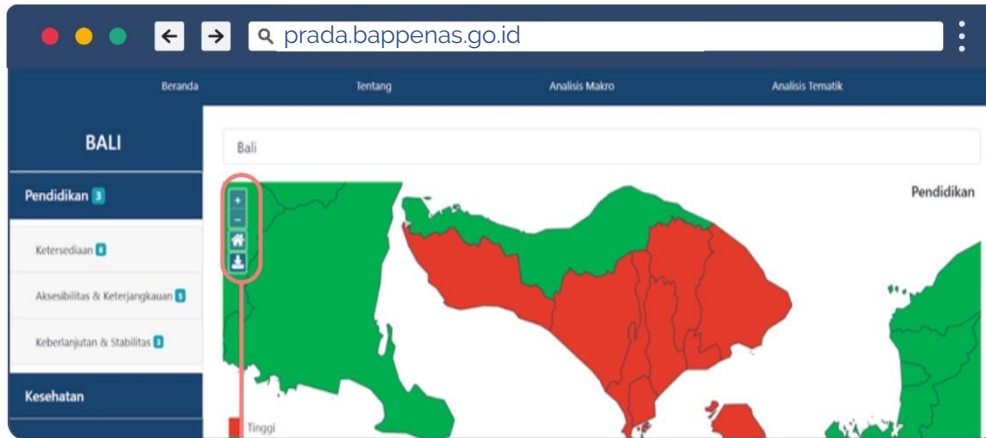 prada.bappenas.go.id
Beranda Tentang Analisis Makro Analisis Tematik
BALI
Bali
Pendidikan 3
Pendidikan
Ketersediaan 8
Aksesibilitas & Keterjangkauan 5
Keberlanjutan & Stabilitas 3
Kesehatan
Tinggi